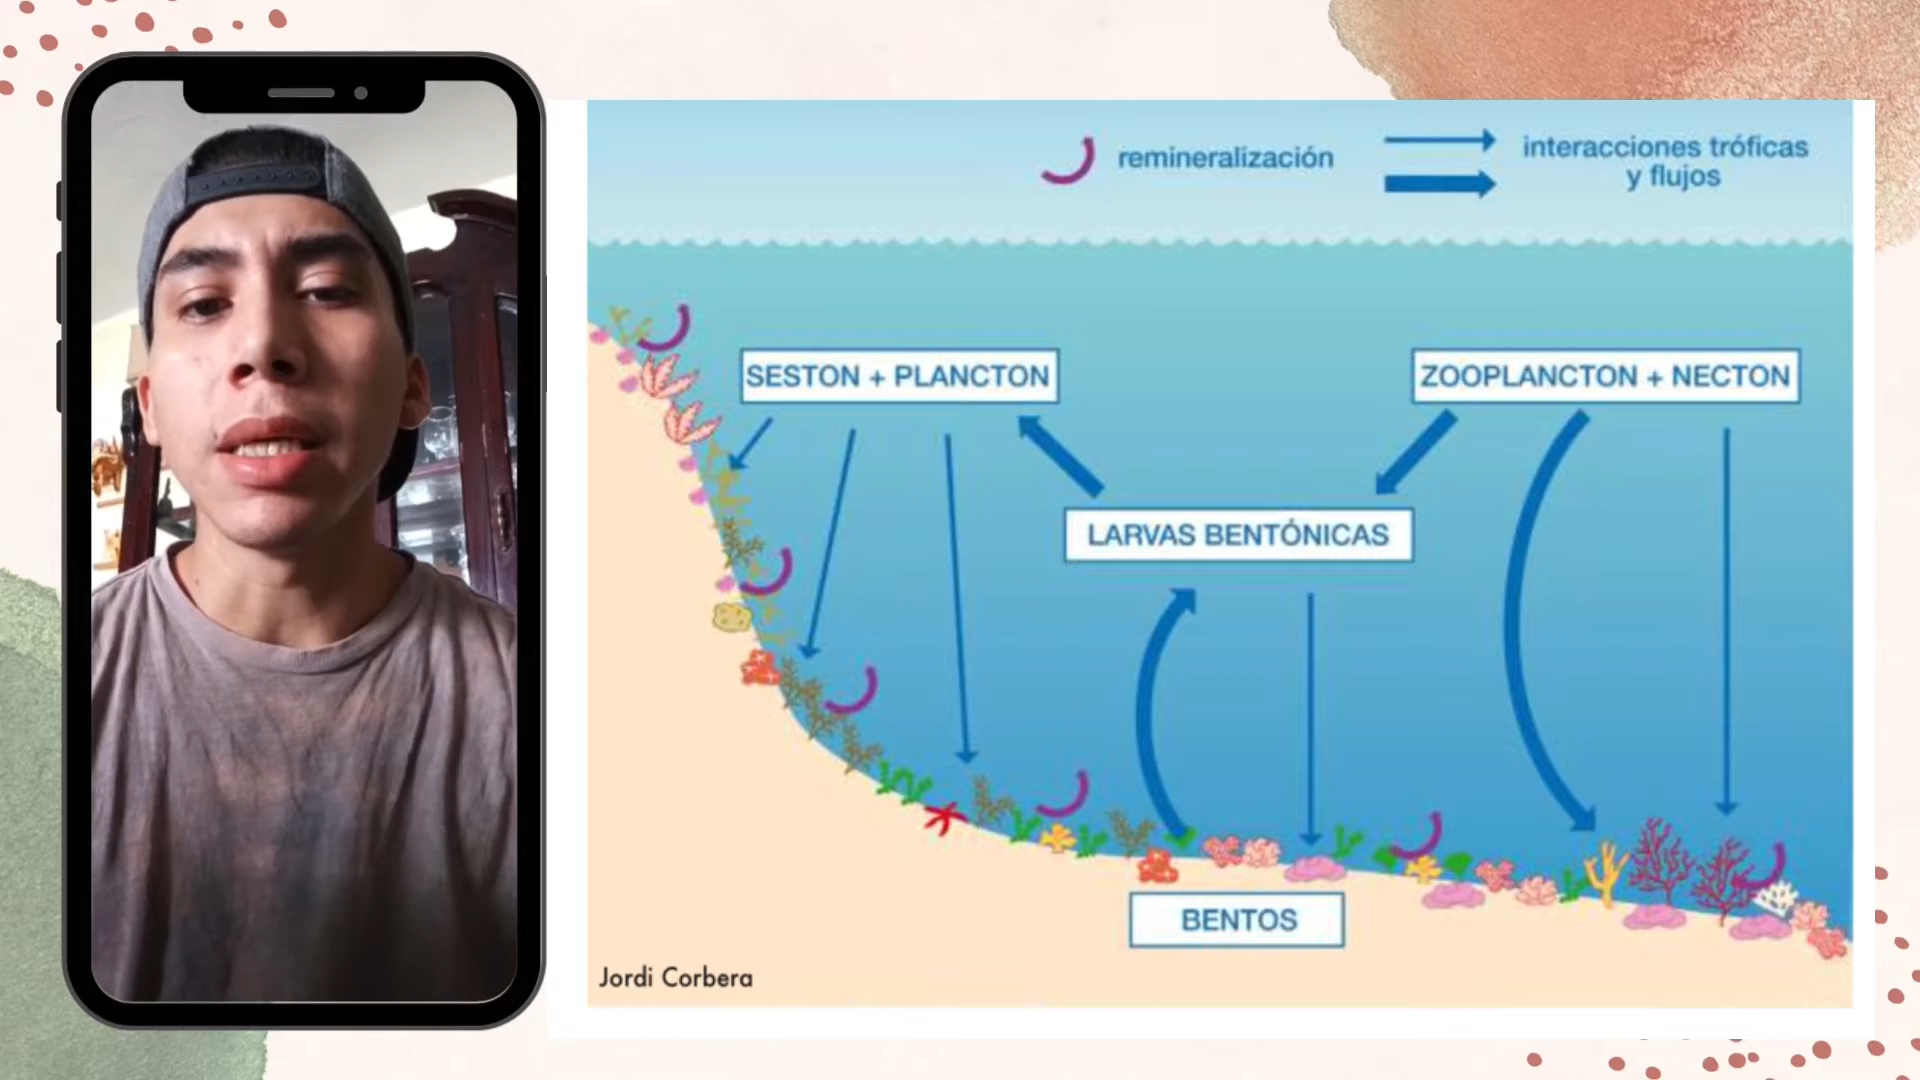 remineralización
interacciones tróficas
y flujos
SESTON + PLANCTON
ZOOPLANCTON + NECTON
LARVAS BENTÓNICAS
BENTOS
Jordi Corbera